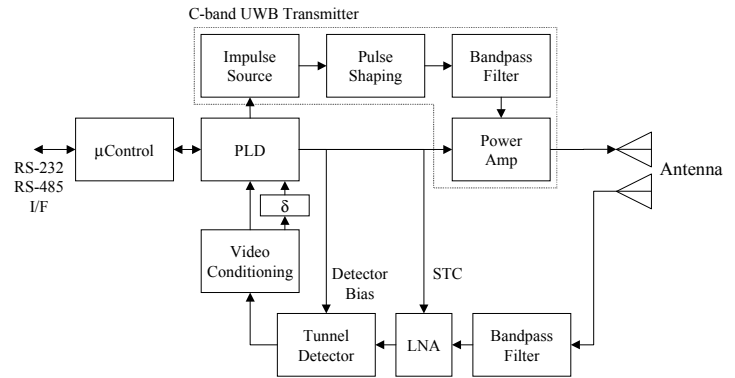 C-band UWB Transmitter
Impulse
Source
Pulse
Shaping
Bandpass
Filter
µControl
PLD
Power
Amp
RS-232
RS-485
I/F
Antenna
δ
Video
Conditioning
Detector
Bias
STC
Tunnel
Detector
LNA
Bandpass
Filter